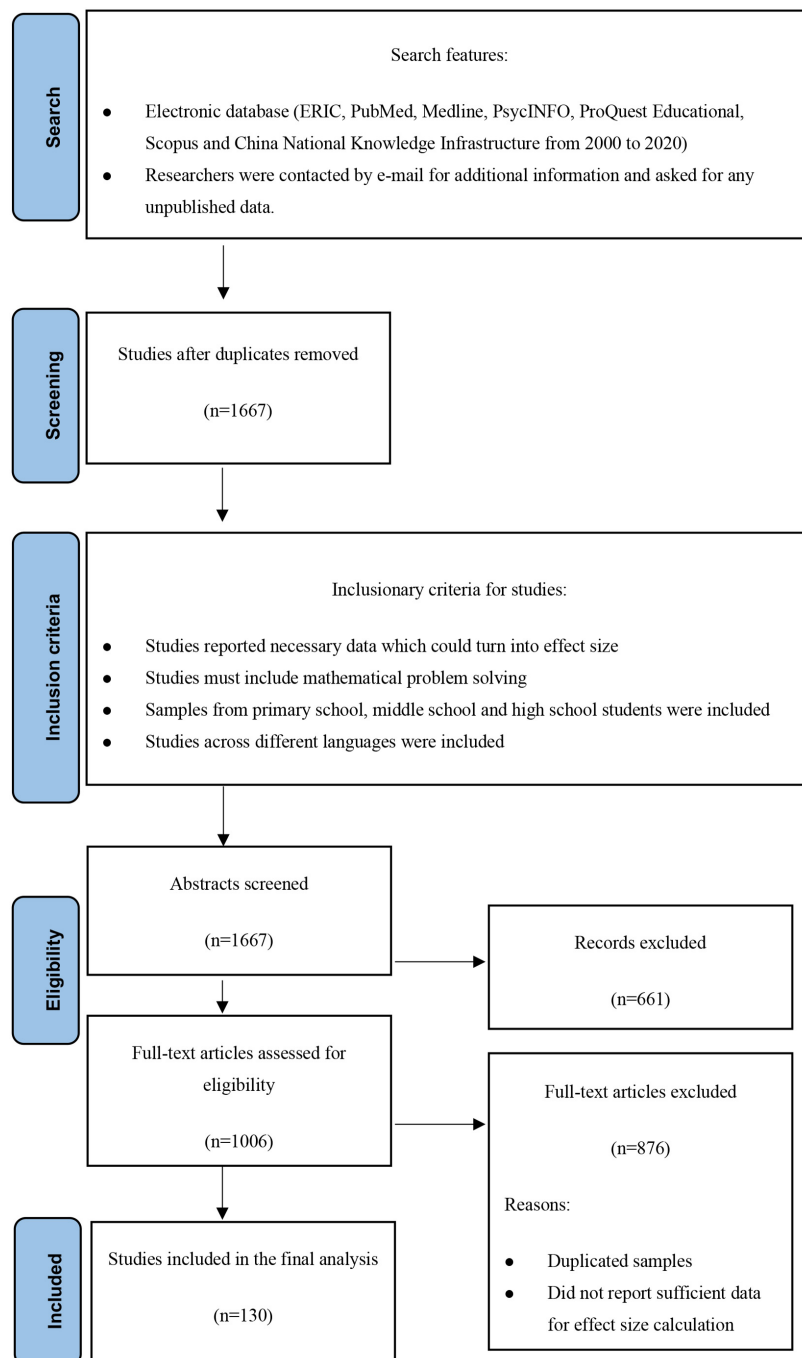 Search
Search features:
● Electronic database (ERIC, PubMed, Medline, PsycINFO, ProQuest Educational,
Scopus and China National Knowledge Infrastructure from 2000 to 2020)
● Researchers were contacted by e-mail for additional information and asked for any
unpublished data.
Screening
Studies after duplicates removed
(n=1667)
Inclusion criteria
Inclusionary criteria for studies:
● Studies reported necessary data which could turn into effect size
● Studies must include mathematical problem solving
● Samples from primary school, middle school and high school students were included
● Studies across different languages were included
Eligibility
Abstracts screened
(n=1667)
Records excluded
(n=661)
Full-text articles assessed for
eligibility
(n=1006)
Full-text articles excluded
(n=876)
Reasons:
● Duplicated samples
● Did not report sufficient data
for effect size calculation
Included
Studies included in the final analysis
(n=130)